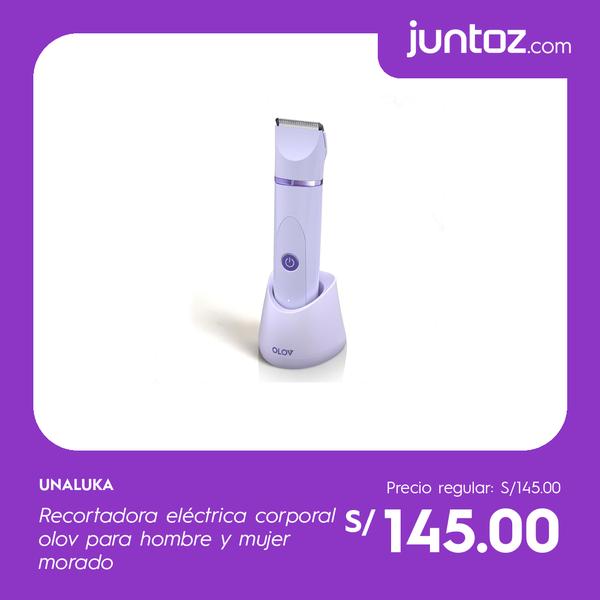 juntoz.com
OLOV
UNALUKA
Recortadora eléctrica corporal
olov para hombre y mujer
morado
Precio regular: S/145.00
S/145.00